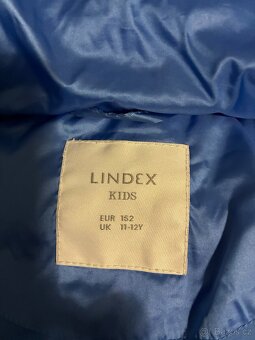 LINDEX
KIDS
EUR 152
UK 11-12Y